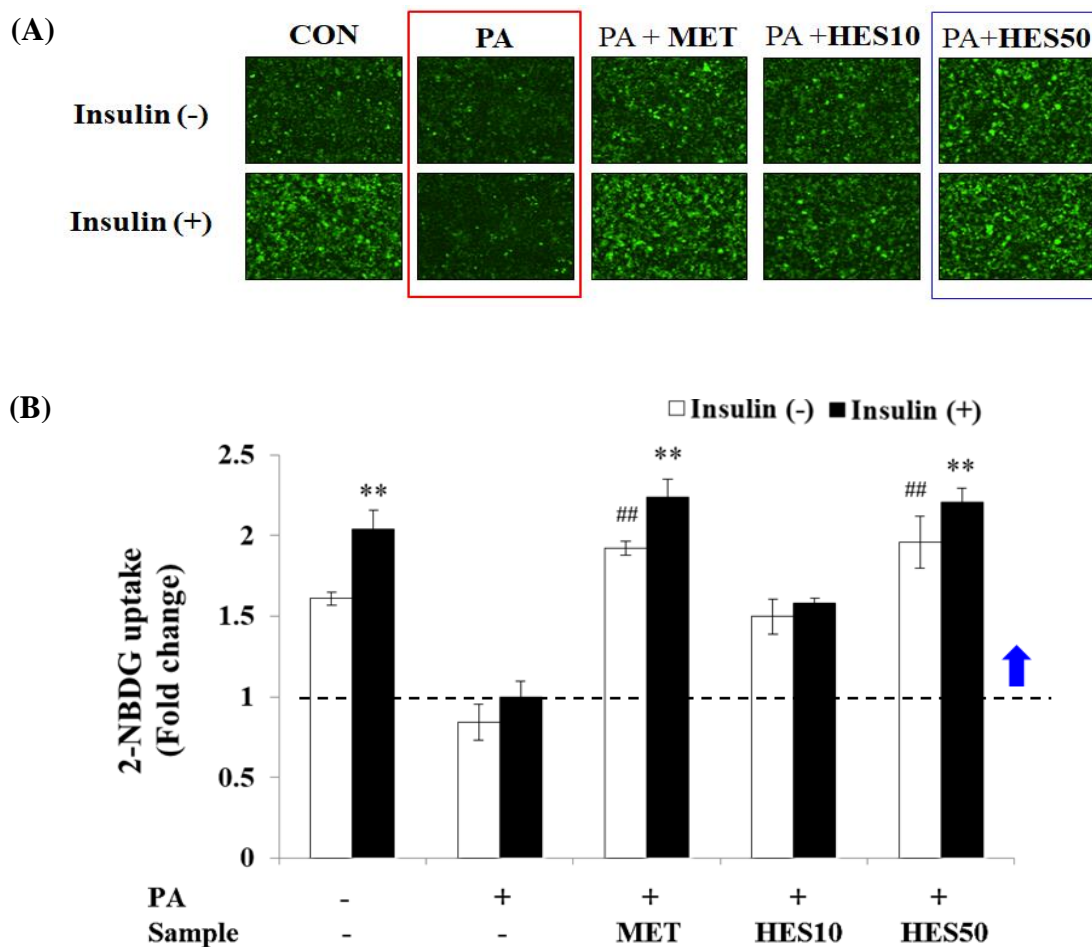 (A)
CON PA PA + MET PA +HES10 PA+HES50
Insulin (-)
Insulin (+)
(B)
Insulin (-) Insulin (+)
2-NBDG uptake
(Fold change)
2.5
2
1.5
1
0.5
0
** ## ** ## **
PA - + + + +
Sample - - MET HES10 HES50